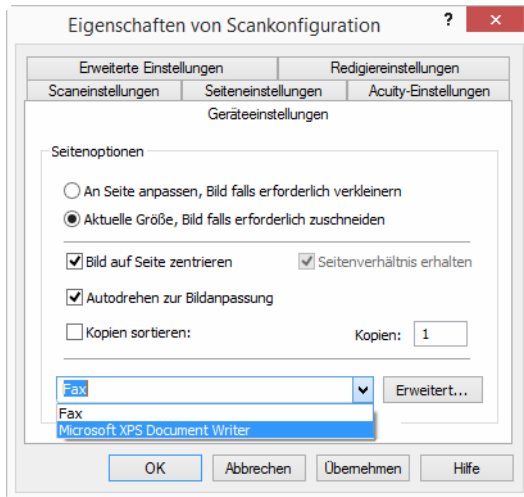 Eigenschaften von Scankonfiguration ? ×
Erweiterte Einstellungen Redigiereinstellungen
Scaneinstellungen Seiteneinstellungen Acuity-Einstellungen
Geräteeinstellungen
Seitenoptionen
An Seite anpassen, Bild falls erforderlich verkleinern
Aktuelle Größe, Bild falls erforderlich zuschneiden
Bild auf Seite zentrieren Seitenverhältnis erhalten
Autodrehen zur Bildanpassung
Kopien sortieren: Kopien: 1
Fax Erweitert...
Fax
Microsoft XPS Document Writer
OK Abbrechen Übernehmen Hilfe